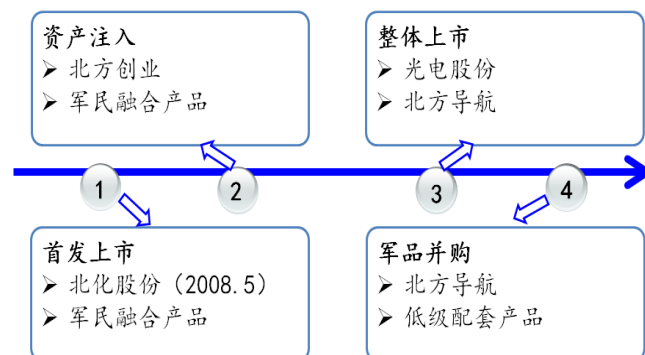 资产注入
➢ 北方创业
➢ 军民融合产品
整体上市
➢ 光电股份
➢ 北方导航
1
2
3
4
首发上市
➢ 北化股份（2008.5）
➢ 军民融合产品
军品并购
➢ 北方导航
➢ 低级配套产品